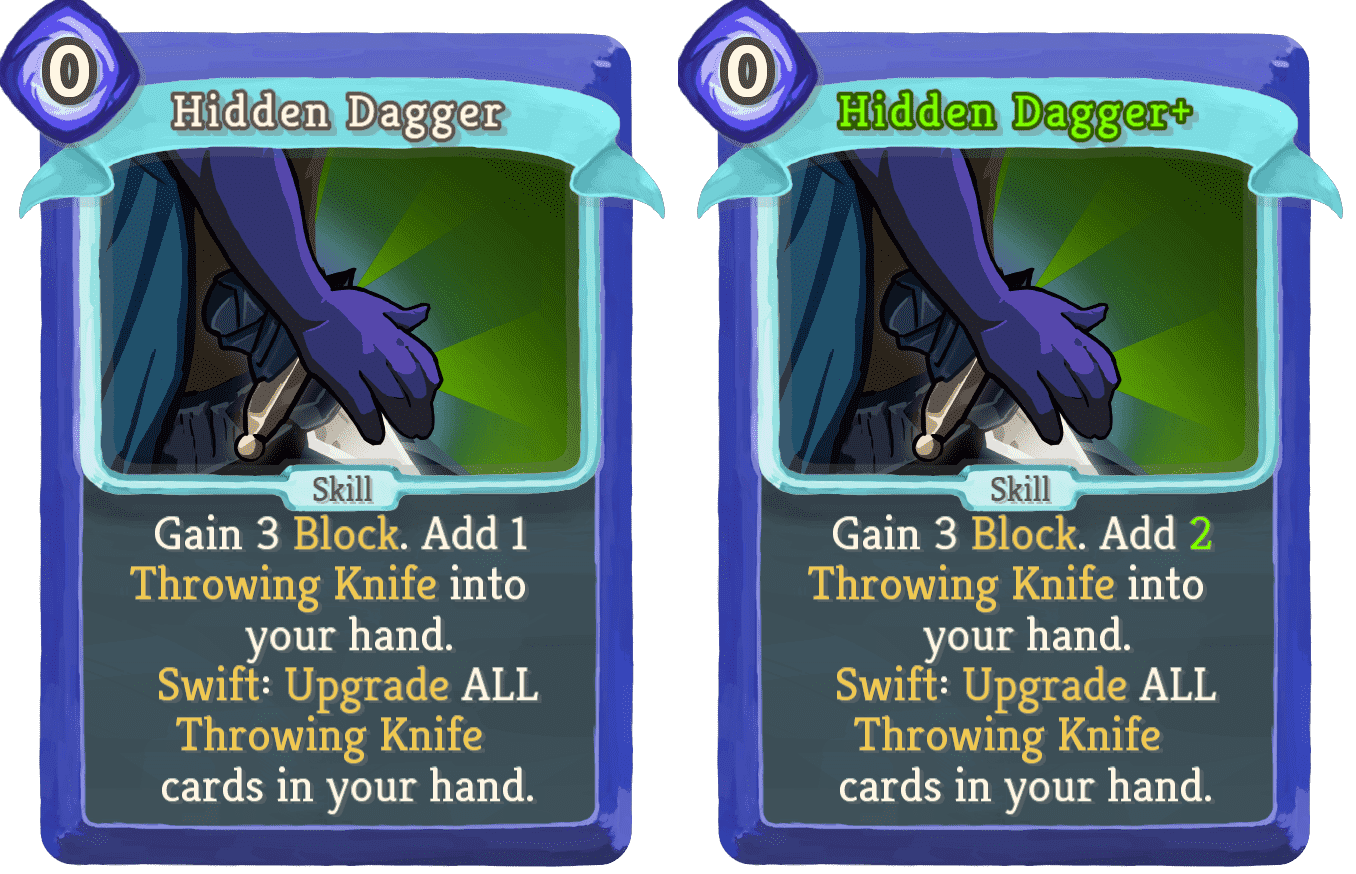 0
Hidden Dagger
Skill
Gain 3 Block. Add 1
Throwing Knife into
your hand.
Swift: Upgrade ALL
Throwing Knife
cards in your hand.
0
Hidden Dagger+
Skill
Gain 3 Block. Add 2
Throwing Knife into
your hand.
Swift: Upgrade ALL
Throwing Knife
cards in your hand.